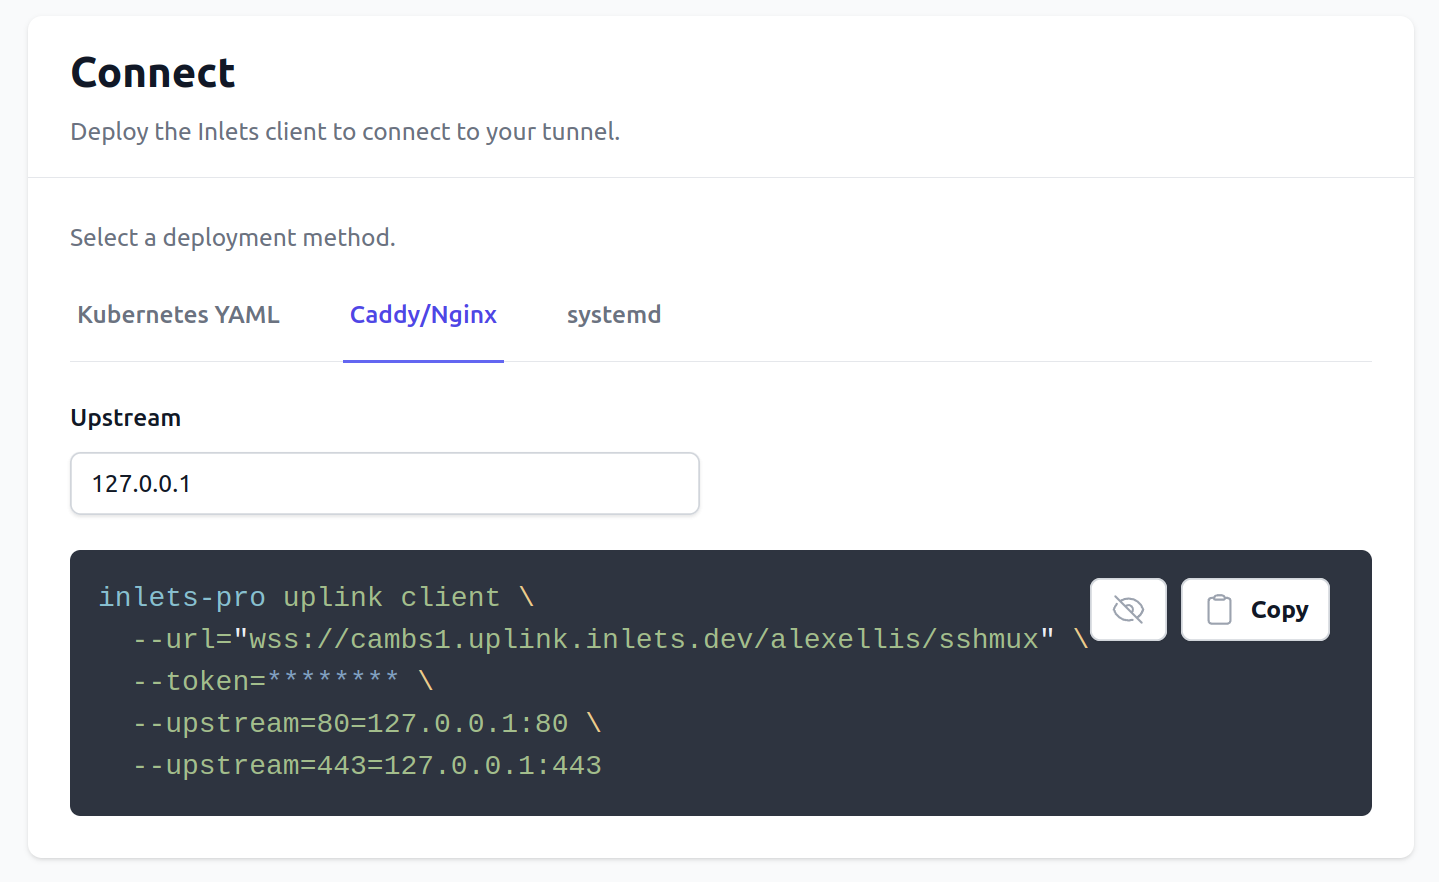 Connect
Deploy the Inlets client to connect to your tunnel.
Select a deployment method.
Kubernetes YAML Caddy/Nginx systemd
Upstream
127.0.0.1
inlets-pro uplink client \
--url="wss://cambs1.uplink.inlets.dev/alexellis/sshmux" \
Copy
--token=******** \
--upstream=80=127.0.0.1:80 \
--upstream=443=127.0.0.1:443